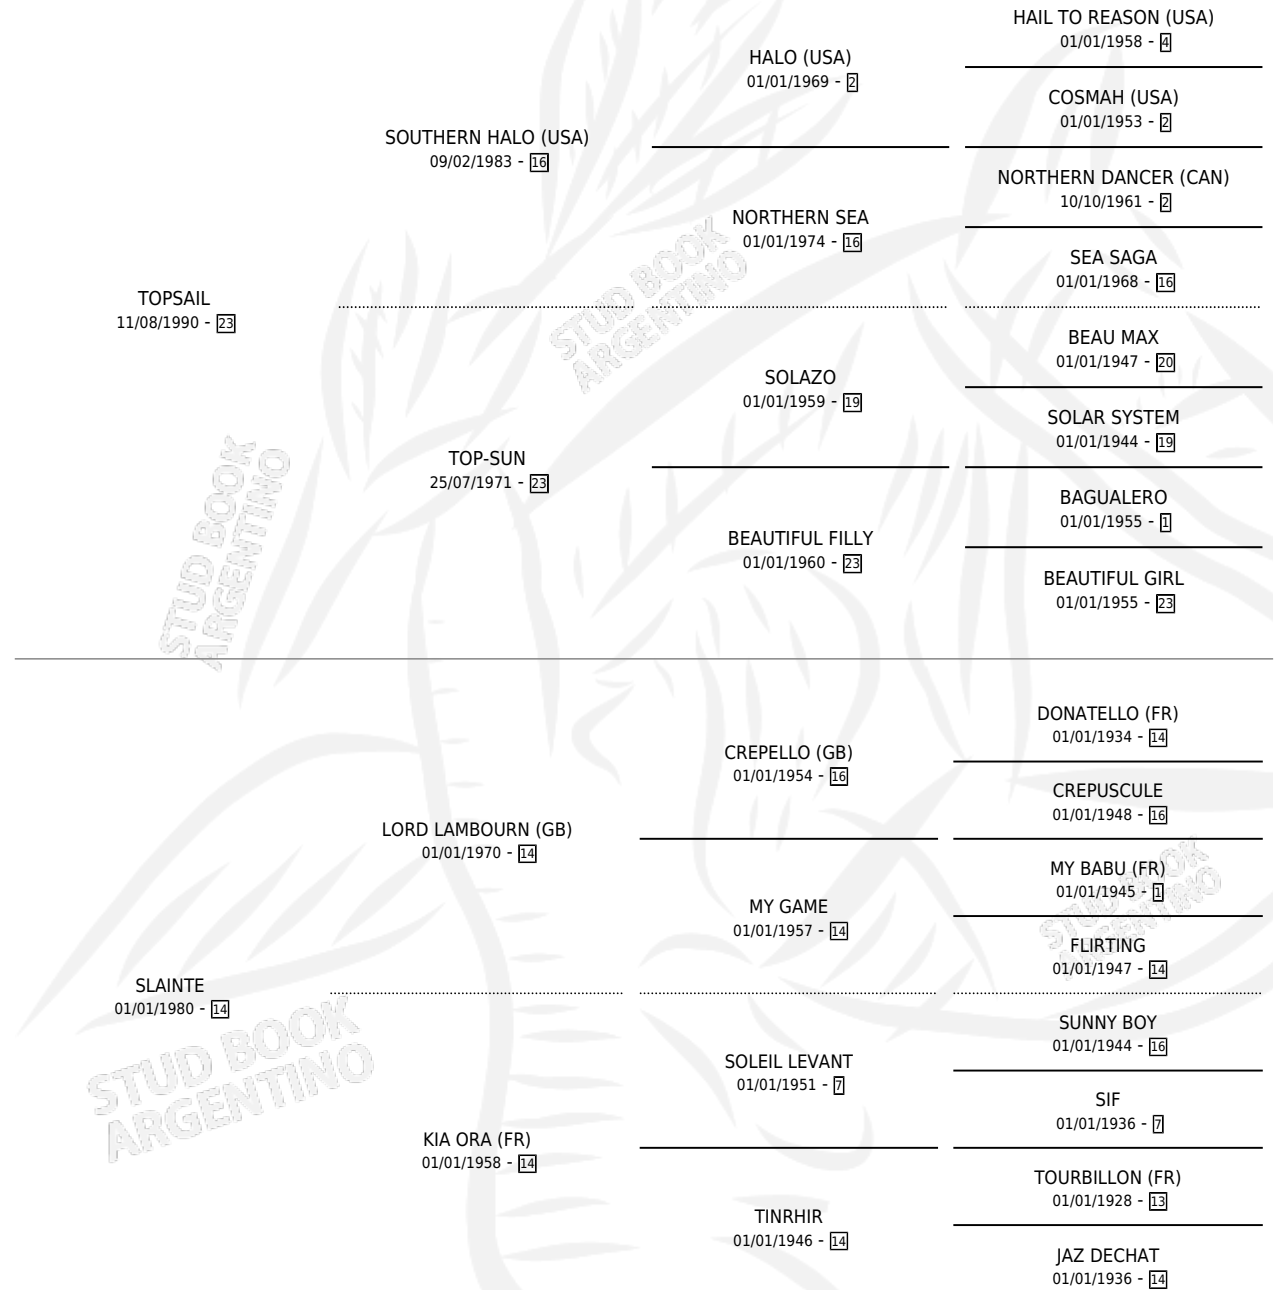 HAIL TO REASON (USA)
01/01/1958 - 4
HALO (USA)
01/01/1969 - 2
COSMAH (USA)
01/01/1953 - 2
SOUTHERN HALO (USA)
09/02/1983 - 16
NORTHERN DANCER (CAN)
10/10/1961 - 2
NORTHERN SEA
01/01/1974 - 16
SEA SAGA
01/01/1968 - 16
TOPSAIL
11/08/1990 - 23
STUD BOOK
ARGENTINO
BEAU MAX
01/01/1947 - 20
SOLAZO
01/01/1959 - 19
SOLAR SYSTEM
01/01/1944 - 19
TOP-SUN
25/07/1971 - 23
BAGUALERO
01/01/1955 - 1
BEAUTIFUL FILLY
01/01/1960 - 23
BEAUTIFUL GIRL
01/01/1955 - 23
STUD BOOK
ARGENTINO
DONATELLO (FR)
01/01/1934 - 14
CREPELLO (GB)
01/01/1954 - 16
CREPUSCULE
01/01/1948 - 16
LORD LAMBOURN (GB)
01/01/1970 - 14
MY BABU (FR)
01/01/1945 - 1
MY GAME
01/01/1957 - 14
STUD BOOK
ARGENTINO
FLIRTING
01/01/1947 - 14
SLAINTE
01/01/1980 - 14
SUNNY BOY
01/01/1944 - 16
SOLEIL LEVANT
01/01/1951 - 7
STUD BOOK
ARGENTINO
SIF
01/01/1936 - 7
KIA ORA (FR)
01/01/1958 - 14
TOURBILLON (FR)
01/01/1928 - 13
TINRHIR
01/01/1946 - 14
JAZ DECHAT
01/01/1936 - 14